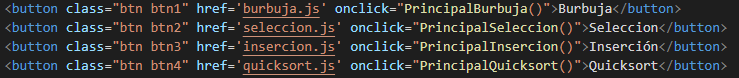 <button class="btn btn1" href='burbuja.js' onclick="PrincipalBurbuja()">Burbuja</button>
<button class="btn btn2" href='seleccion.js' onclick="PrincipalSeleccion()">Seleccion</button>
<button class="btn btn3" href='insercion.js' onclick="PrincipalInsercion()">Inserción</button>
<button class="btn btn4" href='quicksort.js' onclick="PrincipalQuicksort()">Quicksort</button>